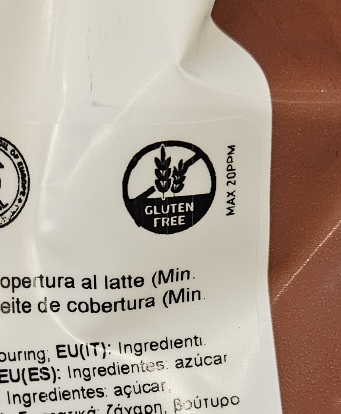 GLUTEN
FREE
MAX 20PPM
opertura al latte (Min.
eite de cobertura (Min.
ouring; EU(IT): Ingredienti.
EU(ES): Ingredientes: azúcar
Ingredientes: açúcar,
ζάχαρη, βούτυρο